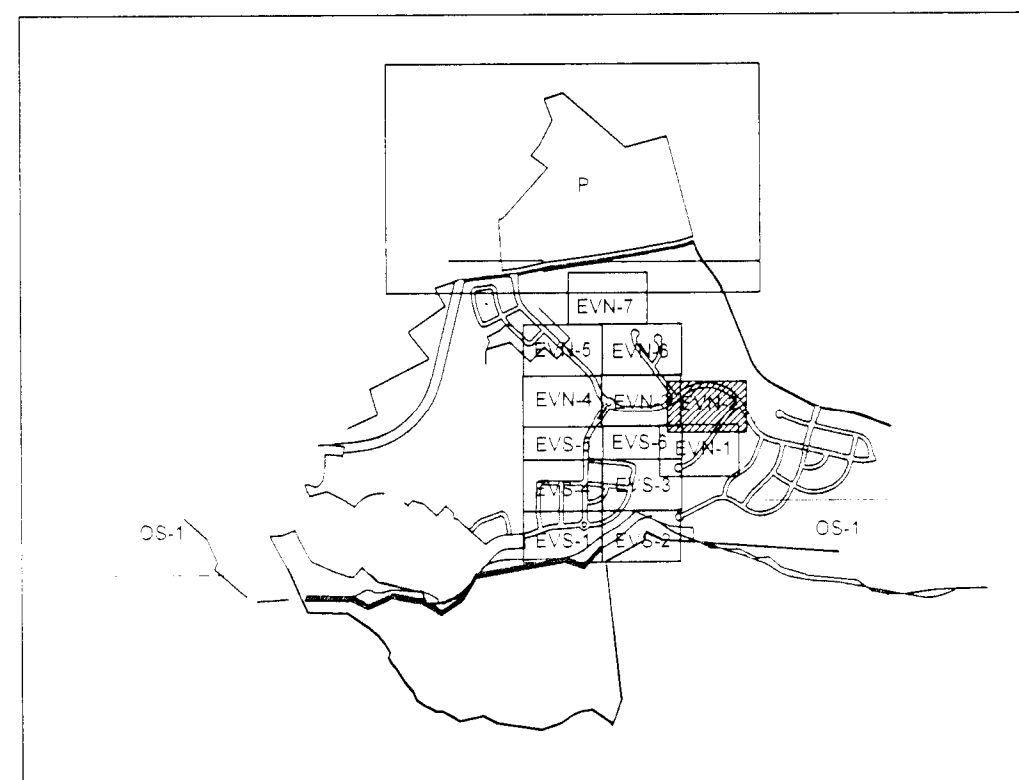 P
EVN-7
EVN-5 EVN-6
EVN-4 EVN-3 EVN-2
EVS-5 EVS-6 EVN-1
EVS-4 EVS-3
OS-1 EVS-1 EVS-2 OS-1